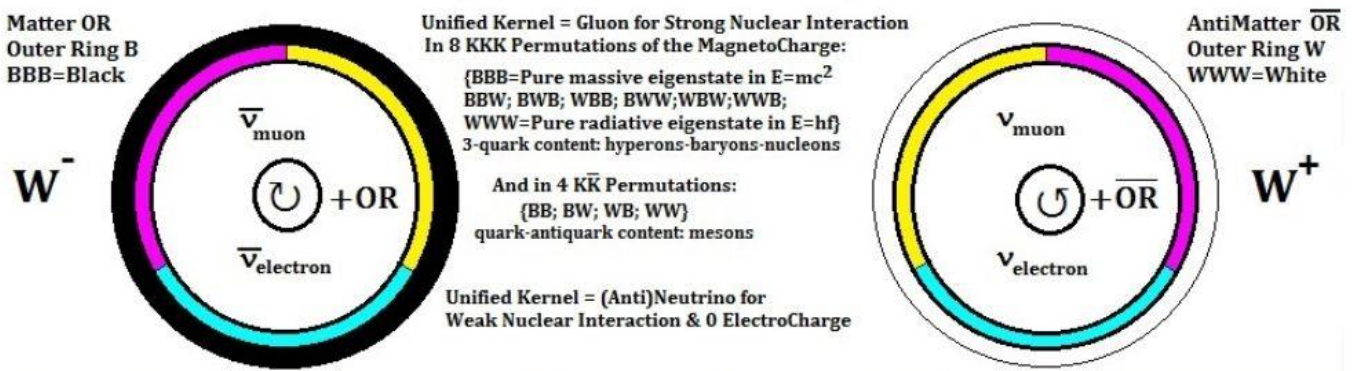 Matter OR
Outer Ring B
BBB=Black
W⁻
ν̅muon
↻ +OR
ν̅electron
Unified Kernel = Gluon for Strong Nuclear Interaction
In 8 KKK Permutations of the MagnetoCharge:
{BBB=Pure massive eigenstate in E=mc²
BBW; BWB; WBB; BWW;WBW;WWB;
WWW=Pure radiative eigenstate in E=hf}
3-quark content: hyperons-baryons-nucleons
And in 4 KK̅ Permutations:
{BB; BW; WB; WW}
quark-antiquark content: mesons
Unified Kernel = (Anti)Neutrino for
Weak Nuclear Interaction & 0 ElectroCharge
AntiMatter O̅R̅
Outer Ring W
WWW=White
νmuon
↺ +O̅R̅
νelectron
W⁺